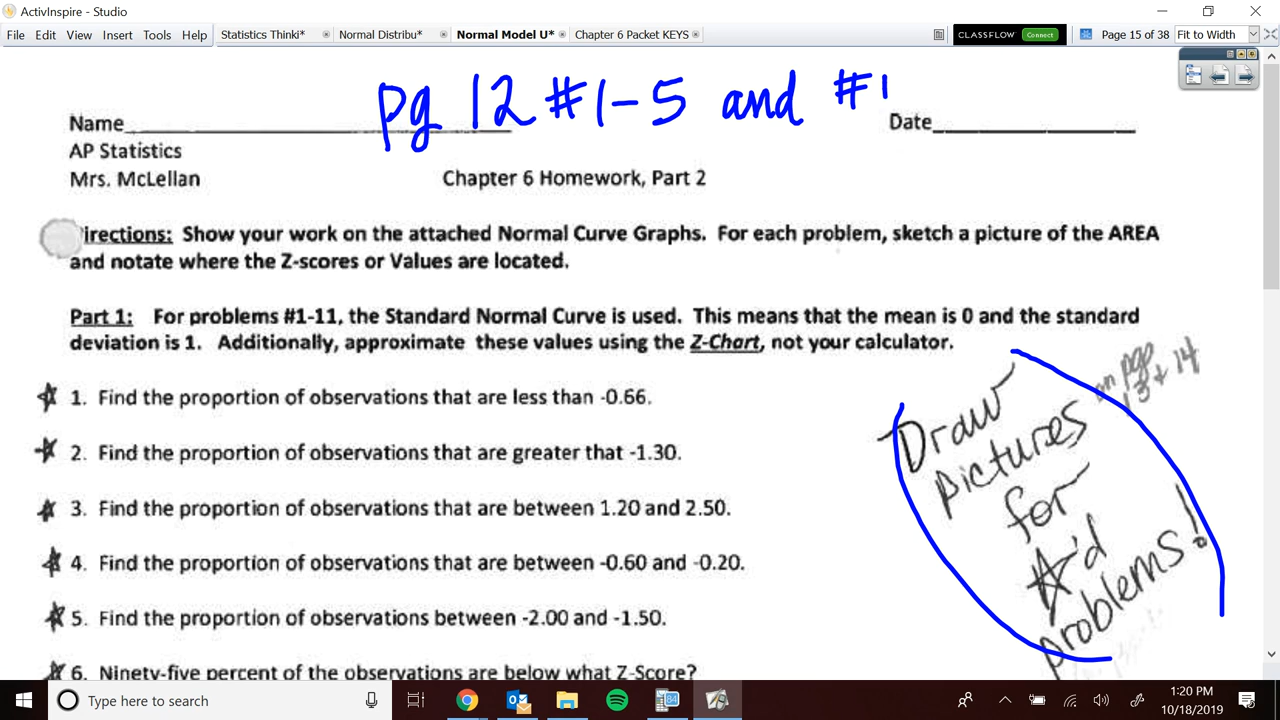 ActivInspire - Studio
File Edit View Insert Tools Help Statistics Thinki* Normal Distribu* Normal Model U* Chapter 6 Packet KEYS CLASSFLOW Connect Page 15 of 38 Fit to Width
pg 12 #1-5 and #1
Name Date
AP Statistics
Mrs. McLellan Chapter 6 Homework, Part 2
irections: Show your work on the attached Normal Curve Graphs. For each problem, sketch a picture of the AREA
and notate where the Z-scores or Values are located.
Part 1: For problems #1-11, the Standard Normal Curve is used. This means that the mean is 0 and the standard
deviation is 1. Additionally, approximate these values using the Z-Chart, not your calculator.
1. Find the proportion of observations that are less than -0.66.
2. Find the proportion of observations that are greater that -1.30.
3. Find the proportion of observations that are between 1.20 and 2.50.
4. Find the proportion of observations that are between -0.60 and -0.20.
5. Find the proportion of observations between -2.00 and -1.50.
6. Ninety-five percent of the observations are below what Z-Score?
on pgs
13 + 14
Draw
pictures
for
☆'d
problems!
Type here to search
1:20 PM
10/18/2019